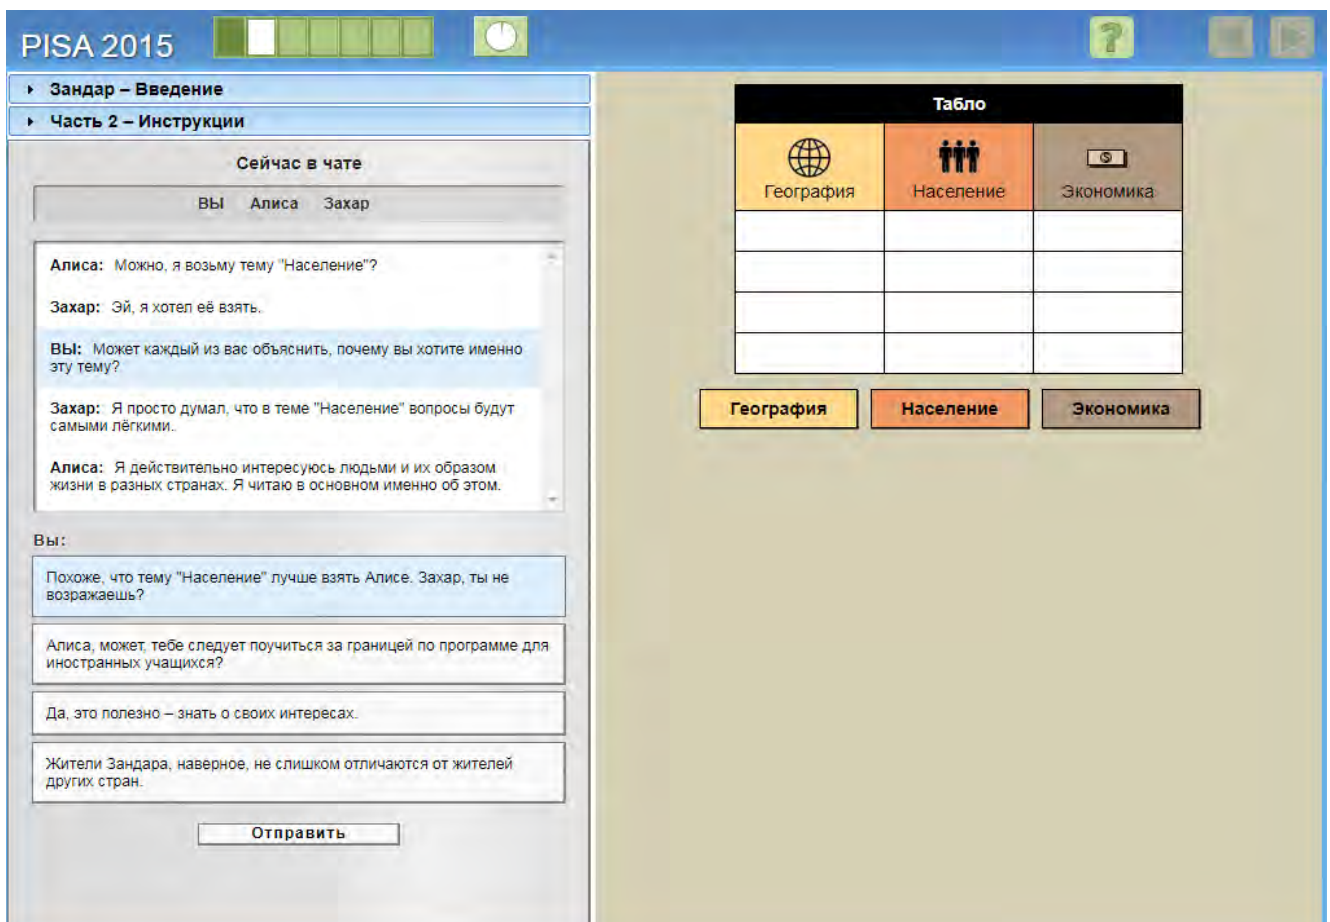 PISA 2015
?
Зандар – Введение
Часть 2 – Инструкции
Сейчас в чате
ВЫ Алиса Захар
Алиса: Можно, я возьму тему "Население"?
Захар: Эй, я хотел её взять.
ВЫ: Может каждый из вас объяснить, почему вы хотите именно
эту тему?
Захар: Я просто думал, что в теме "Население" вопросы будут
самыми лёгкими.
Алиса: Я действительно интересуюсь людьми и их образом
жизни в разных странах. Я читаю в основном именно об этом.
Вы:
Похоже, что тему "Население" лучше взять Алисе. Захар, ты не
возражаешь?
Алиса, может, тебе следует поучиться за границей по программе для
иностранных учащихся?
Да, это полезно – знать о своих интересах.
Жители Зандара, наверное, не слишком отличаются от жителей
других стран.
Отправить
Табло
География Население Экономика
География Население Экономика